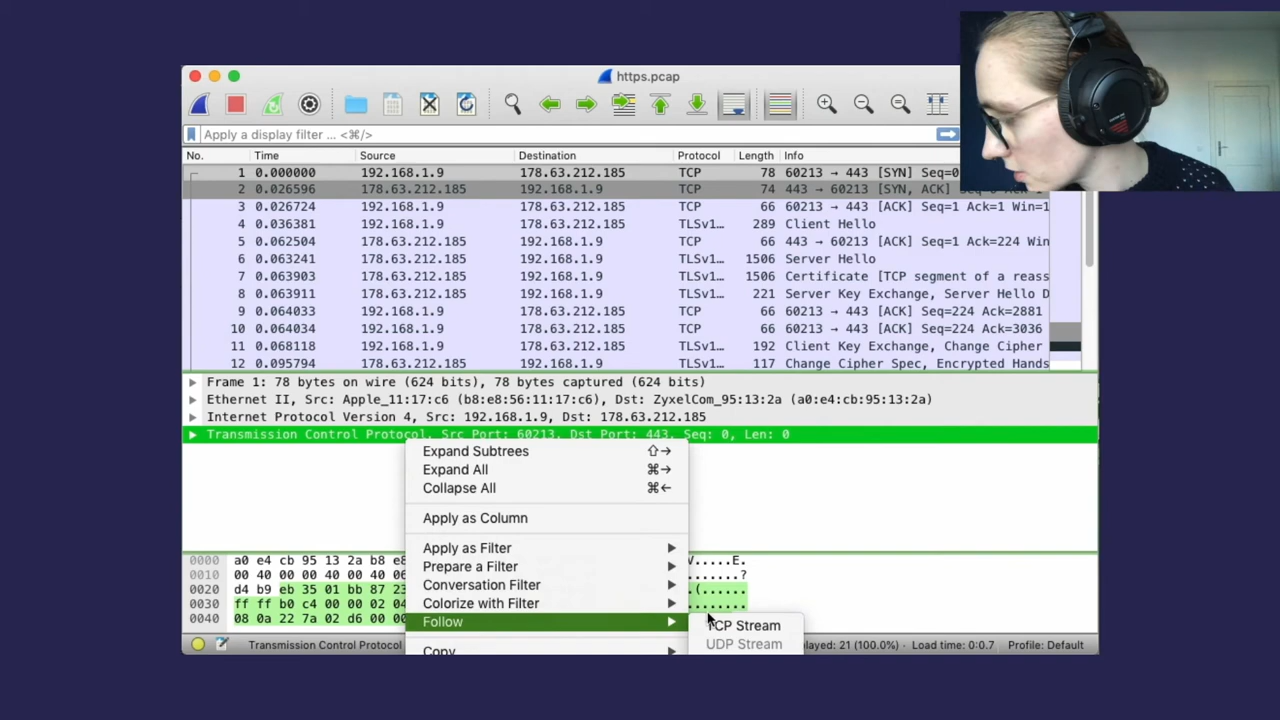 https.pcap
Apply a display filter ... <⌘/>
No. Time Source Destination Protocol Length Info
1 0.000000 192.168.1.9 178.63.212.185 TCP 78 60213 → 443 [SYN] Seq=0
2 0.026596 178.63.212.185 192.168.1.9 TCP 74 443 → 60213 [SYN, ACK]
3 0.026724 192.168.1.9 178.63.212.185 TCP 66 60213 → 443 [ACK] Seq=1 Ack=1 Win=1
4 0.036381 192.168.1.9 178.63.212.185 TLSv1… 289 Client Hello
5 0.062504 178.63.212.185 192.168.1.9 TCP 66 443 → 60213 [ACK] Seq=1 Ack=224 Win
6 0.063241 178.63.212.185 192.168.1.9 TLSv1… 1506 Server Hello
7 0.063903 178.63.212.185 192.168.1.9 TLSv1… 1506 Certificate [TCP segment of a reass
8 0.063911 178.63.212.185 192.168.1.9 TLSv1… 221 Server Key Exchange, Server Hello D
9 0.064033 192.168.1.9 178.63.212.185 TCP 66 60213 → 443 [ACK] Seq=224 Ack=2881
10 0.064034 192.168.1.9 178.63.212.185 TCP 66 60213 → 443 [ACK] Seq=224 Ack=3036
11 0.068118 192.168.1.9 178.63.212.185 TLSv1… 192 Client Key Exchange, Change Cipher
12 0.095794 178.63.212.185 192.168.1.9 TLSv1… 117 Change Cipher Spec, Encrypted Hands
Frame 1: 78 bytes on wire (624 bits), 78 bytes captured (624 bits)
Ethernet II, Src: Apple_11:17:c6 (b8:e8:56:11:17:c6), Dst: ZyxelCom_95:13:2a (a0:e4:cb:95:13:2a)
Internet Protocol Version 4, Src: 192.168.1.9, Dst: 178.63.212.185
Transmission Control Protocol, Src Port: 60213, Dst Port: 443, Seq: 0, Len: 0
Expand Subtrees ⇧→
Expand All ⌘→
Collapse All ⌘←
Apply as Column
Apply as Filter
Prepare a Filter
Conversation Filter
Colorize with Filter
Follow
Copy
TCP Stream
UDP Stream
0000 a0 e4 cb 95 13 2a b8 e8 V.....E.
0010 00 40 00 00 40 00 40 06 .......?
0020 d4 b9 eb 35 01 bb 87 23 .(......
0030 ff ff b0 c4 00 00 02 04 ........
0040 08 0a 22 7a 02 d6 00 00
Transmission Control Protocol layed: 21 (100.0%) · Load time: 0:0.7 Profile: Default